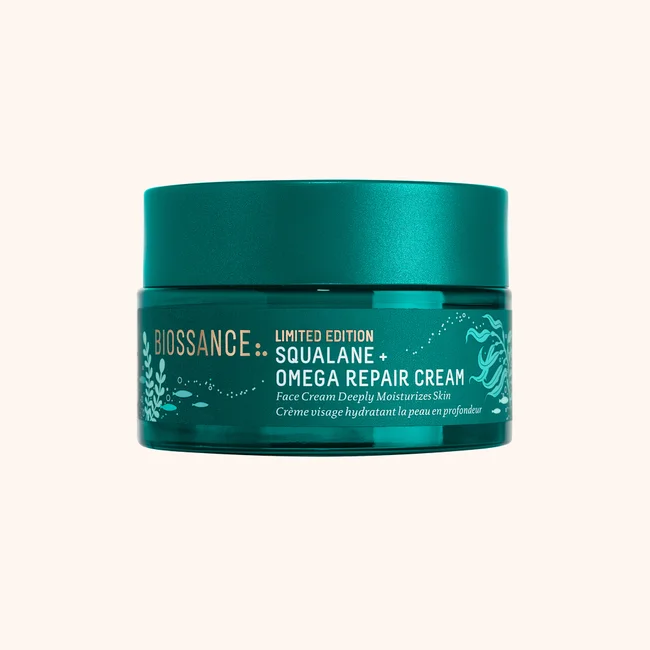 BIOSSANCE
LIMITED EDITION
SQUALANE +
OMEGA REPAIR CREAM
Face Cream Deeply Moisturizes Skin
Crème visage hydratant la peau en profondeur